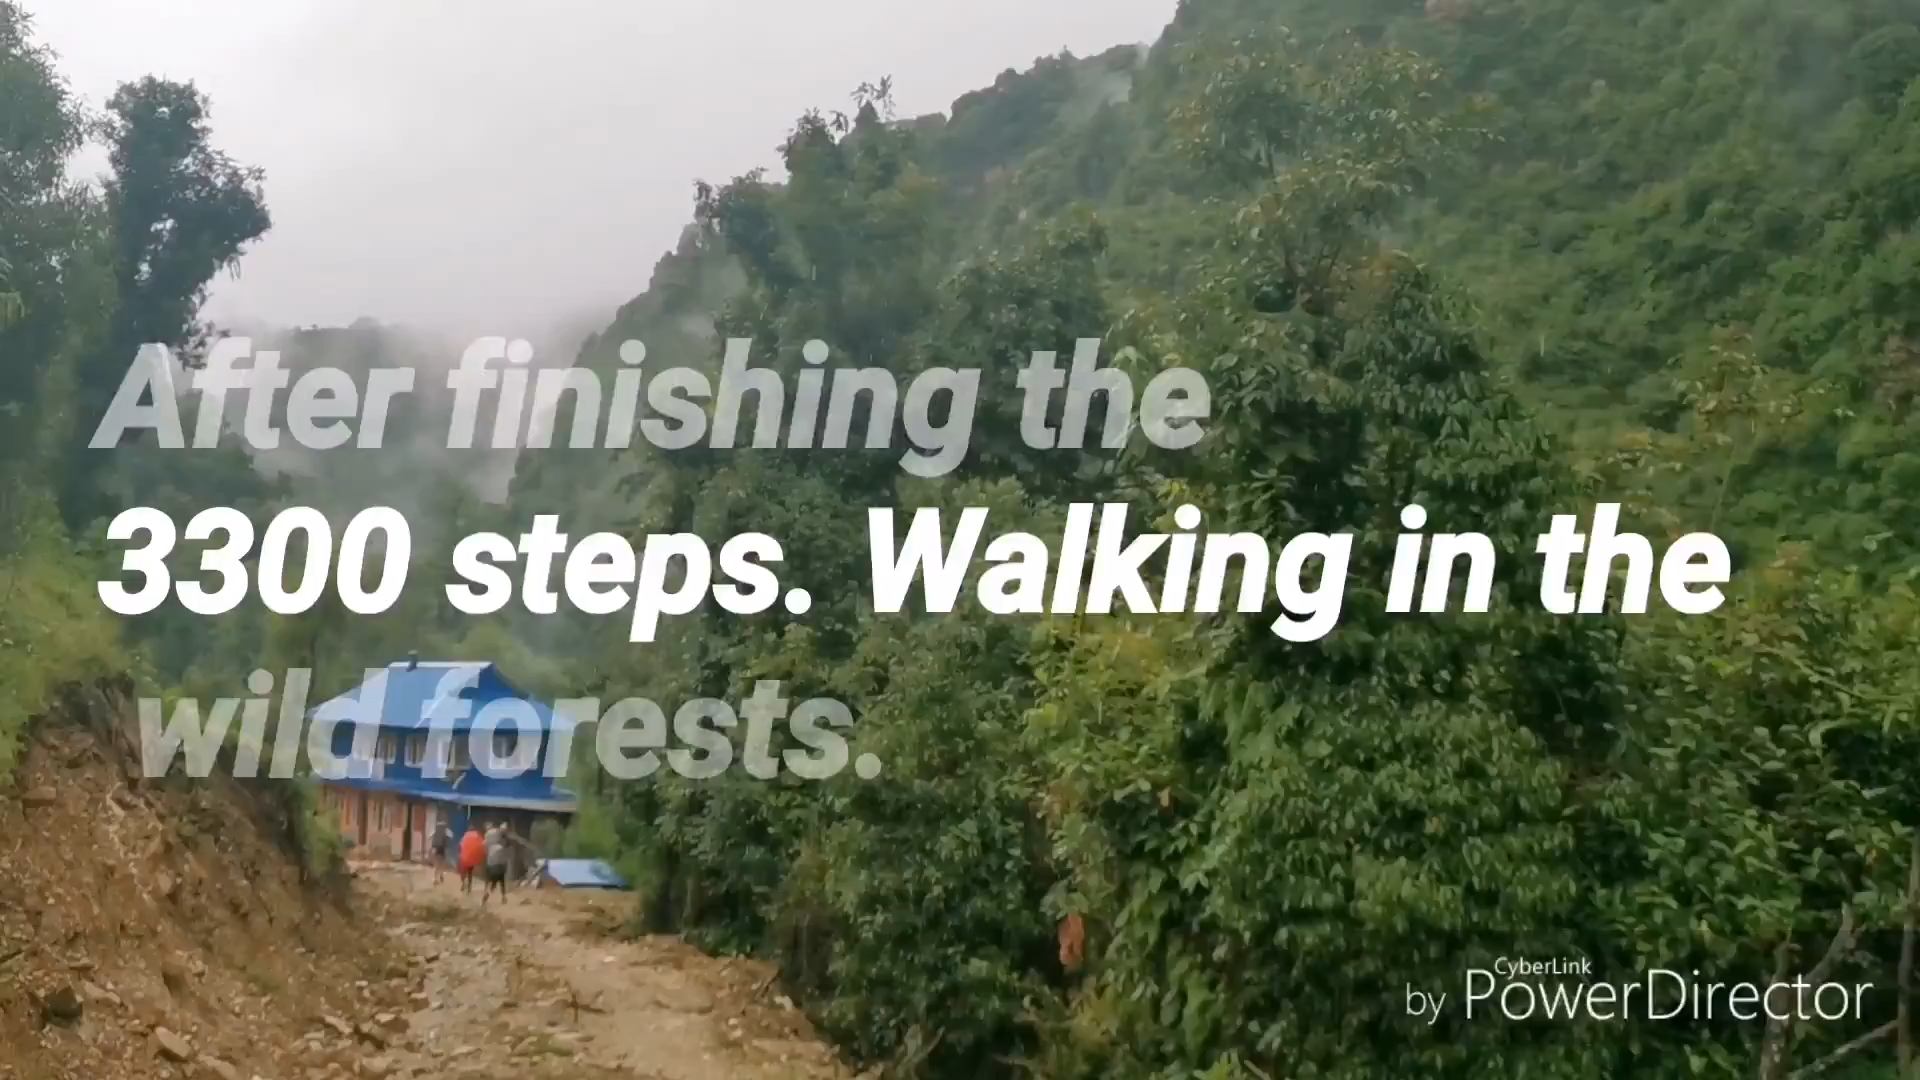 After finishing the
3300 steps. Walking in the
wild forests.
CyberLink
by PowerDirector